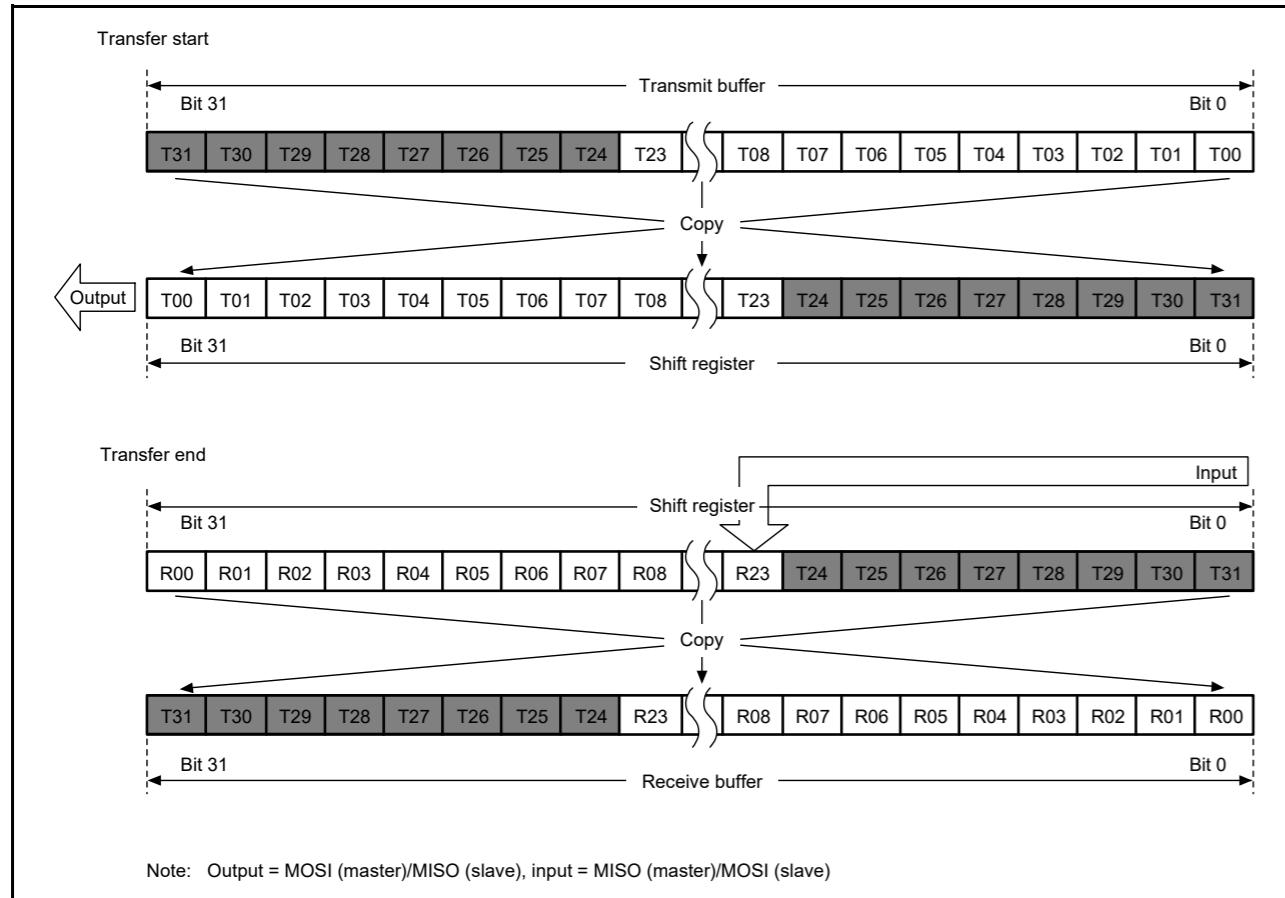 Transfer start
Transmit buffer
Bit 31 Bit 0
T31 T30 T29 T28 T27 T26 T25 T24 T23 T08 T07 T06 T05 T04 T03 T02 T01 T00
Copy
Output T00 T01 T02 T03 T04 T05 T06 T07 T08 T23 T24 T25 T26 T27 T28 T29 T30 T31
Bit 31 Bit 0
Shift register
Transfer end
Input
Shift register
Bit 31 Bit 0
R00 R01 R02 R03 R04 R05 R06 R07 R08 R23 T24 T25 T26 T27 T28 T29 T30 T31
Copy
T31 T30 T29 T28 T27 T26 T25 T24 R23 R08 R07 R06 R05 R04 R03 R02 R01 R00
Bit 31 Bit 0
Receive buffer
Note: Output = MOSI (master)/MISO (slave), input = MISO (master)/MOSI (slave)